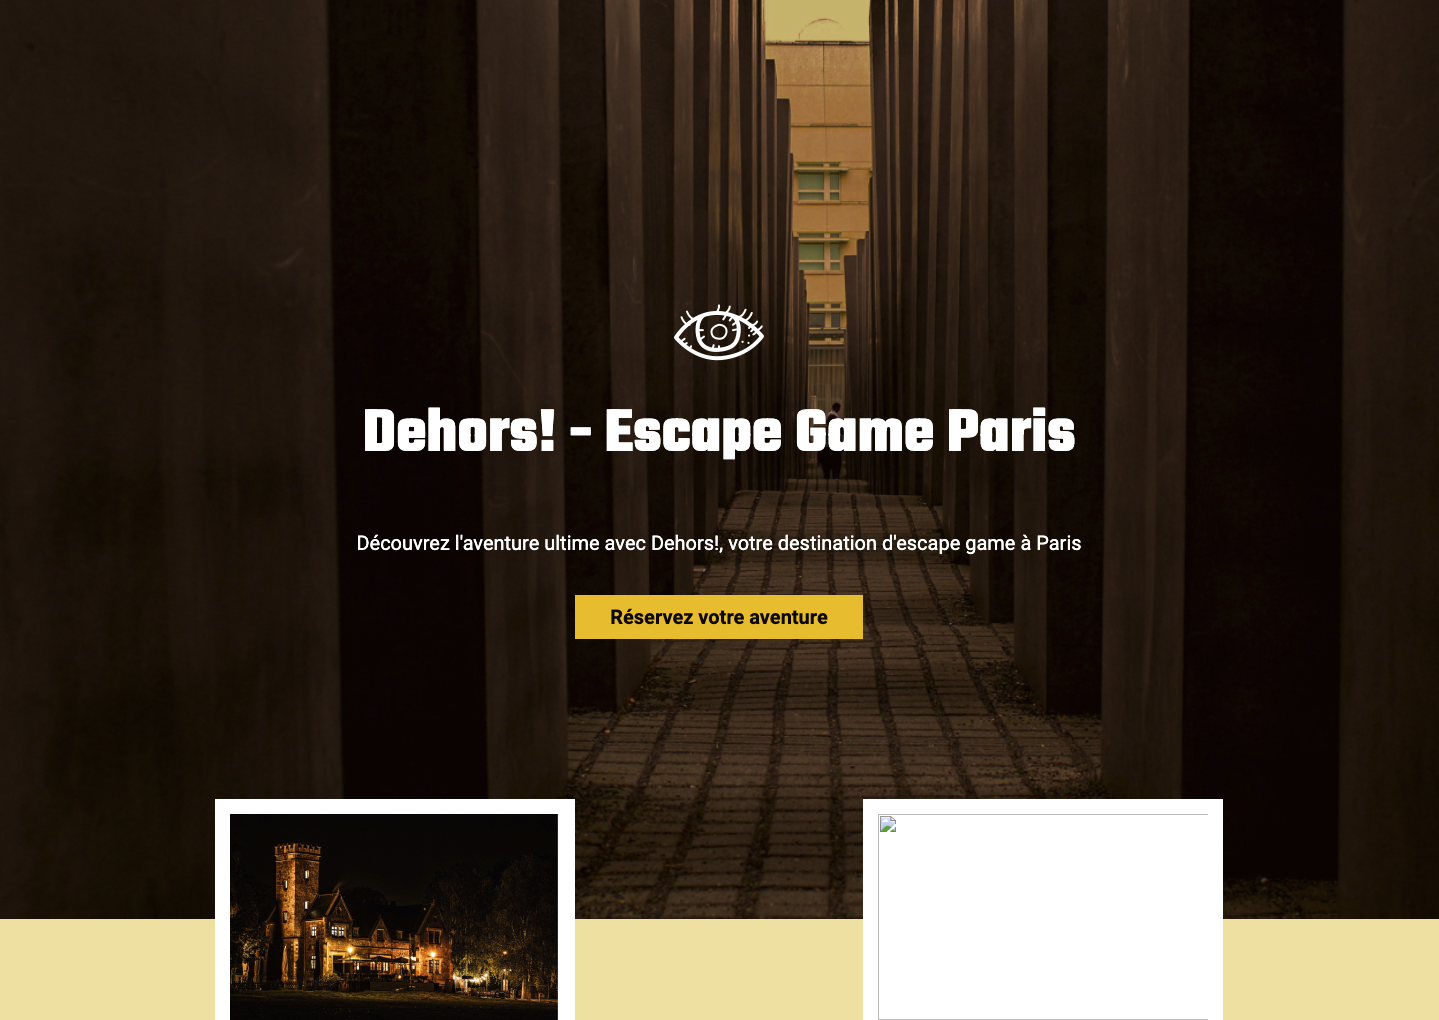 Dehors! - Escape Game Paris
Découvrez l'aventure ultime avec Dehors!, votre destination d'escape game à Paris
Réservez votre aventure